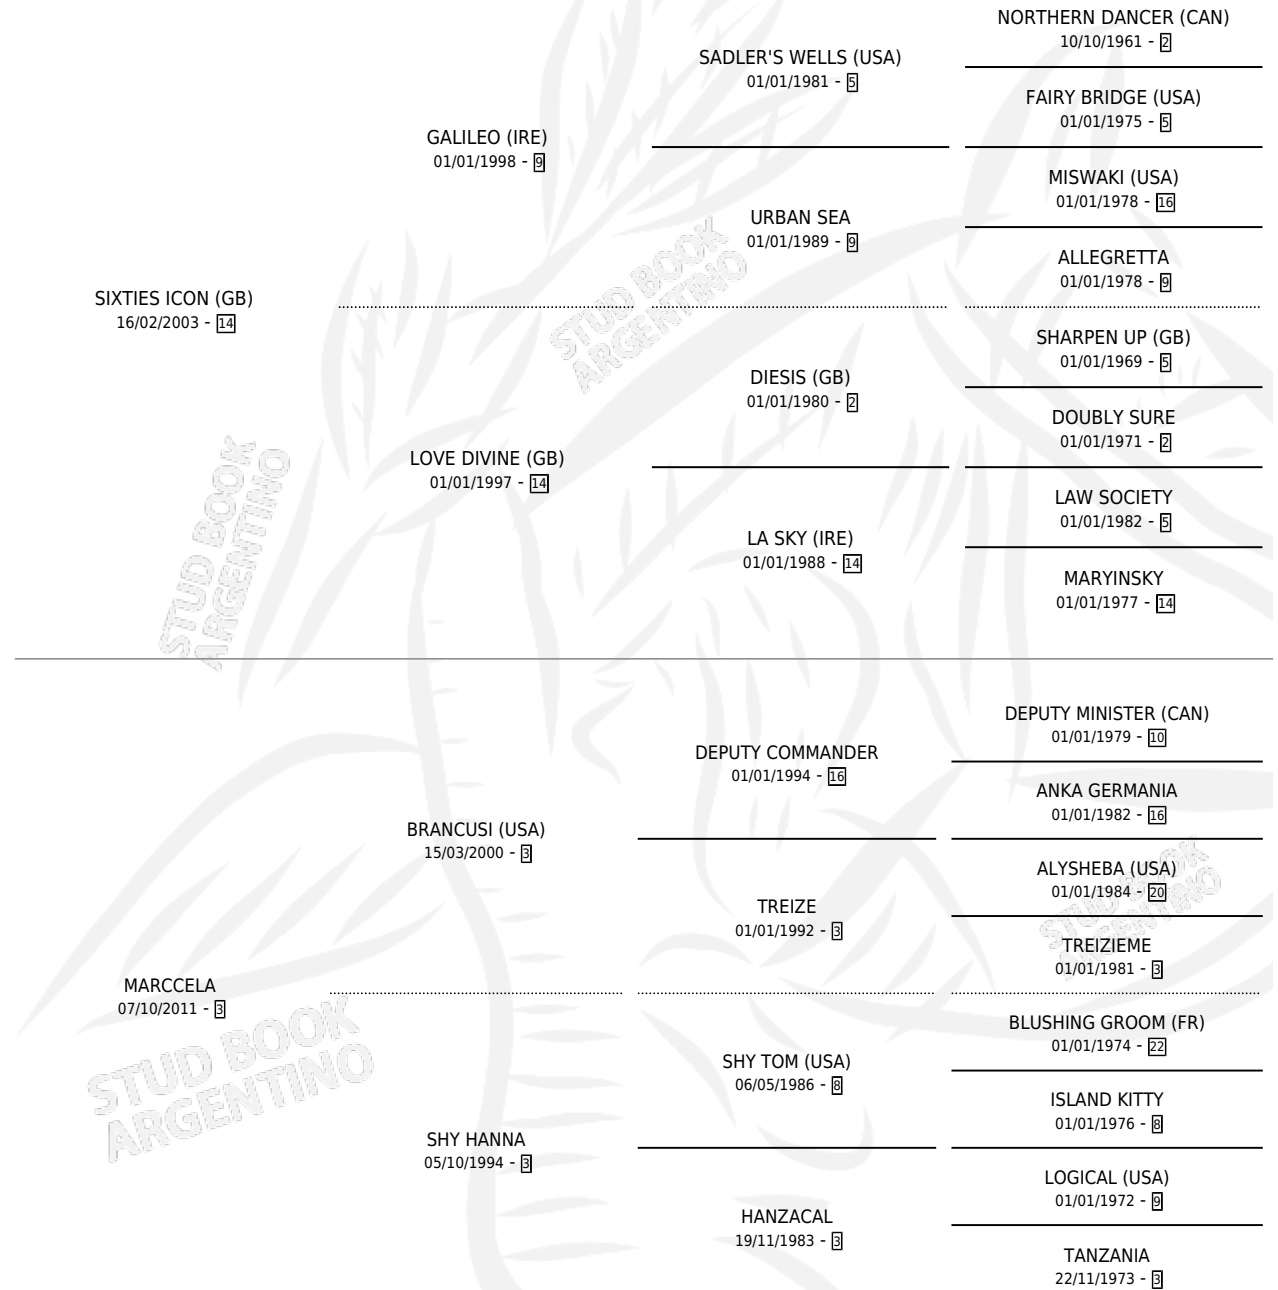 NORTHERN DANCER (CAN)
10/10/1961 - 2
SADLER'S WELLS (USA)
01/01/1981 - 5
FAIRY BRIDGE (USA)
01/01/1975 - 5
GALILEO (IRE)
01/01/1998 - 9
MISWAKI (USA)
01/01/1978 - 16
URBAN SEA
01/01/1989 - 9
ALLEGRETTA
01/01/1978 - 9
SIXTIES ICON (GB)
16/02/2003 - 14
STUD BOOK
ARGENTINO
SHARPEN UP (GB)
01/01/1969 - 5
DIESIS (GB)
01/01/1980 - 2
DOUBLY SURE
01/01/1971 - 2
LOVE DIVINE (GB)
01/01/1997 - 14
LAW SOCIETY
01/01/1982 - 5
LA SKY (IRE)
01/01/1988 - 14
MARYINSKY
01/01/1977 - 14
STUD BOOK
ARGENTINO
DEPUTY MINISTER (CAN)
01/01/1979 - 10
DEPUTY COMMANDER
01/01/1994 - 16
ANKA GERMANIA
01/01/1982 - 16
BRANCUSI (USA)
15/03/2000 - 3
ALYSHEBA (USA)
01/01/1984 - 20
TREIZE
01/01/1992 - 3
STUD BOOK
ARGENTINO
TREIZIEME
01/01/1981 - 3
MARCCELA
07/10/2011 - 3
BLUSHING GROOM (FR)
01/01/1974 - 22
SHY TOM (USA)
06/05/1986 - 8
STUD BOOK
ARGENTINO
ISLAND KITTY
01/01/1976 - 8
SHY HANNA
05/10/1994 - 3
LOGICAL (USA)
01/01/1972 - 9
HANZACAL
19/11/1983 - 3
TANZANIA
22/11/1973 - 3